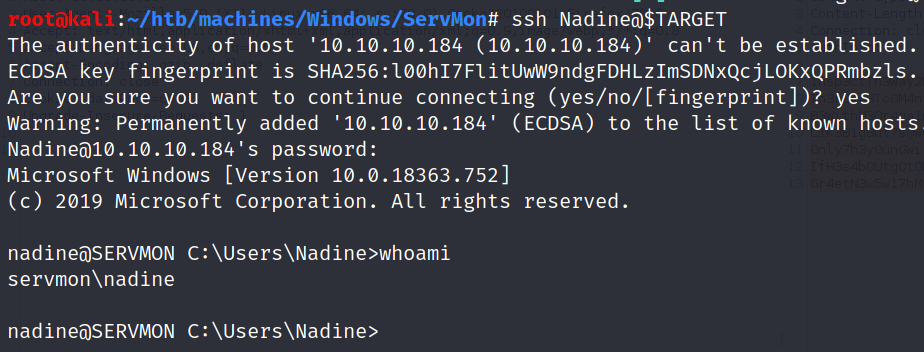 root@kali:~/htb/machines/Windows/ServMon# ssh Nadine@$TARGET
The authenticity of host '10.10.10.184 (10.10.10.184)' can't be established.
ECDSA key fingerprint is SHA256:l00hI7FlitUwW9ndgFDHLzImSDNxQcjLOKxQPRmbzls.
Are you sure you want to continue connecting (yes/no/[fingerprint])? yes
Warning: Permanently added '10.10.10.184' (ECDSA) to the list of known hosts
Nadine@10.10.10.184's password:
Microsoft Windows [Version 10.0.18363.752]
(c) 2019 Microsoft Corporation. All rights reserved.
nadine@SERVMON C:\Users\Nadine>whoami
servmon\nadine
nadine@SERVMON C:\Users\Nadine>